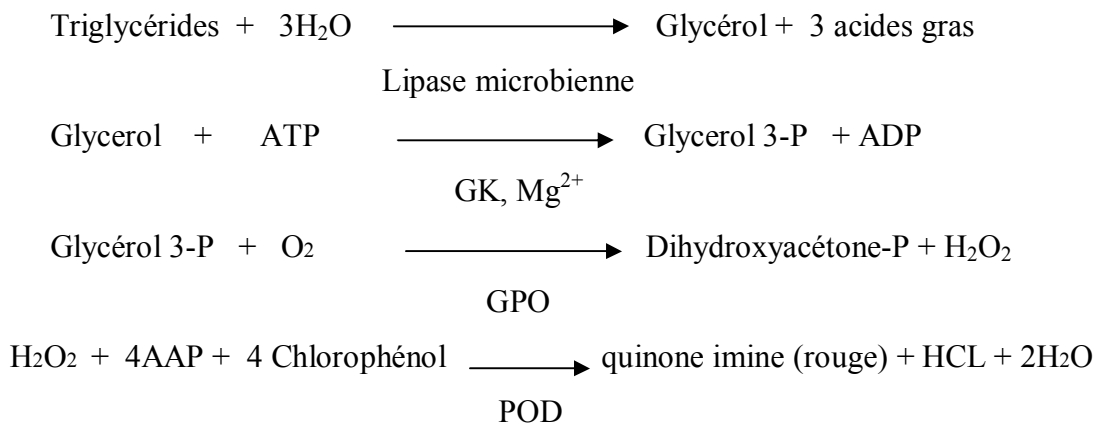 Triglycérides + 3H₂O ⟶ Glycérol + 3 acides gras
Lipase microbienne
Glycerol + ATP ⟶ Glycerol 3-P + ADP
GK, Mg²⁺
Glycérol 3-P + O₂ ⟶ Dihydroxyacétone-P + H₂O₂
GPO
H₂O₂ + 4AAP + 4 Chlorophénol ⟶ quinone imine (rouge) + HCL + 2H₂O
POD